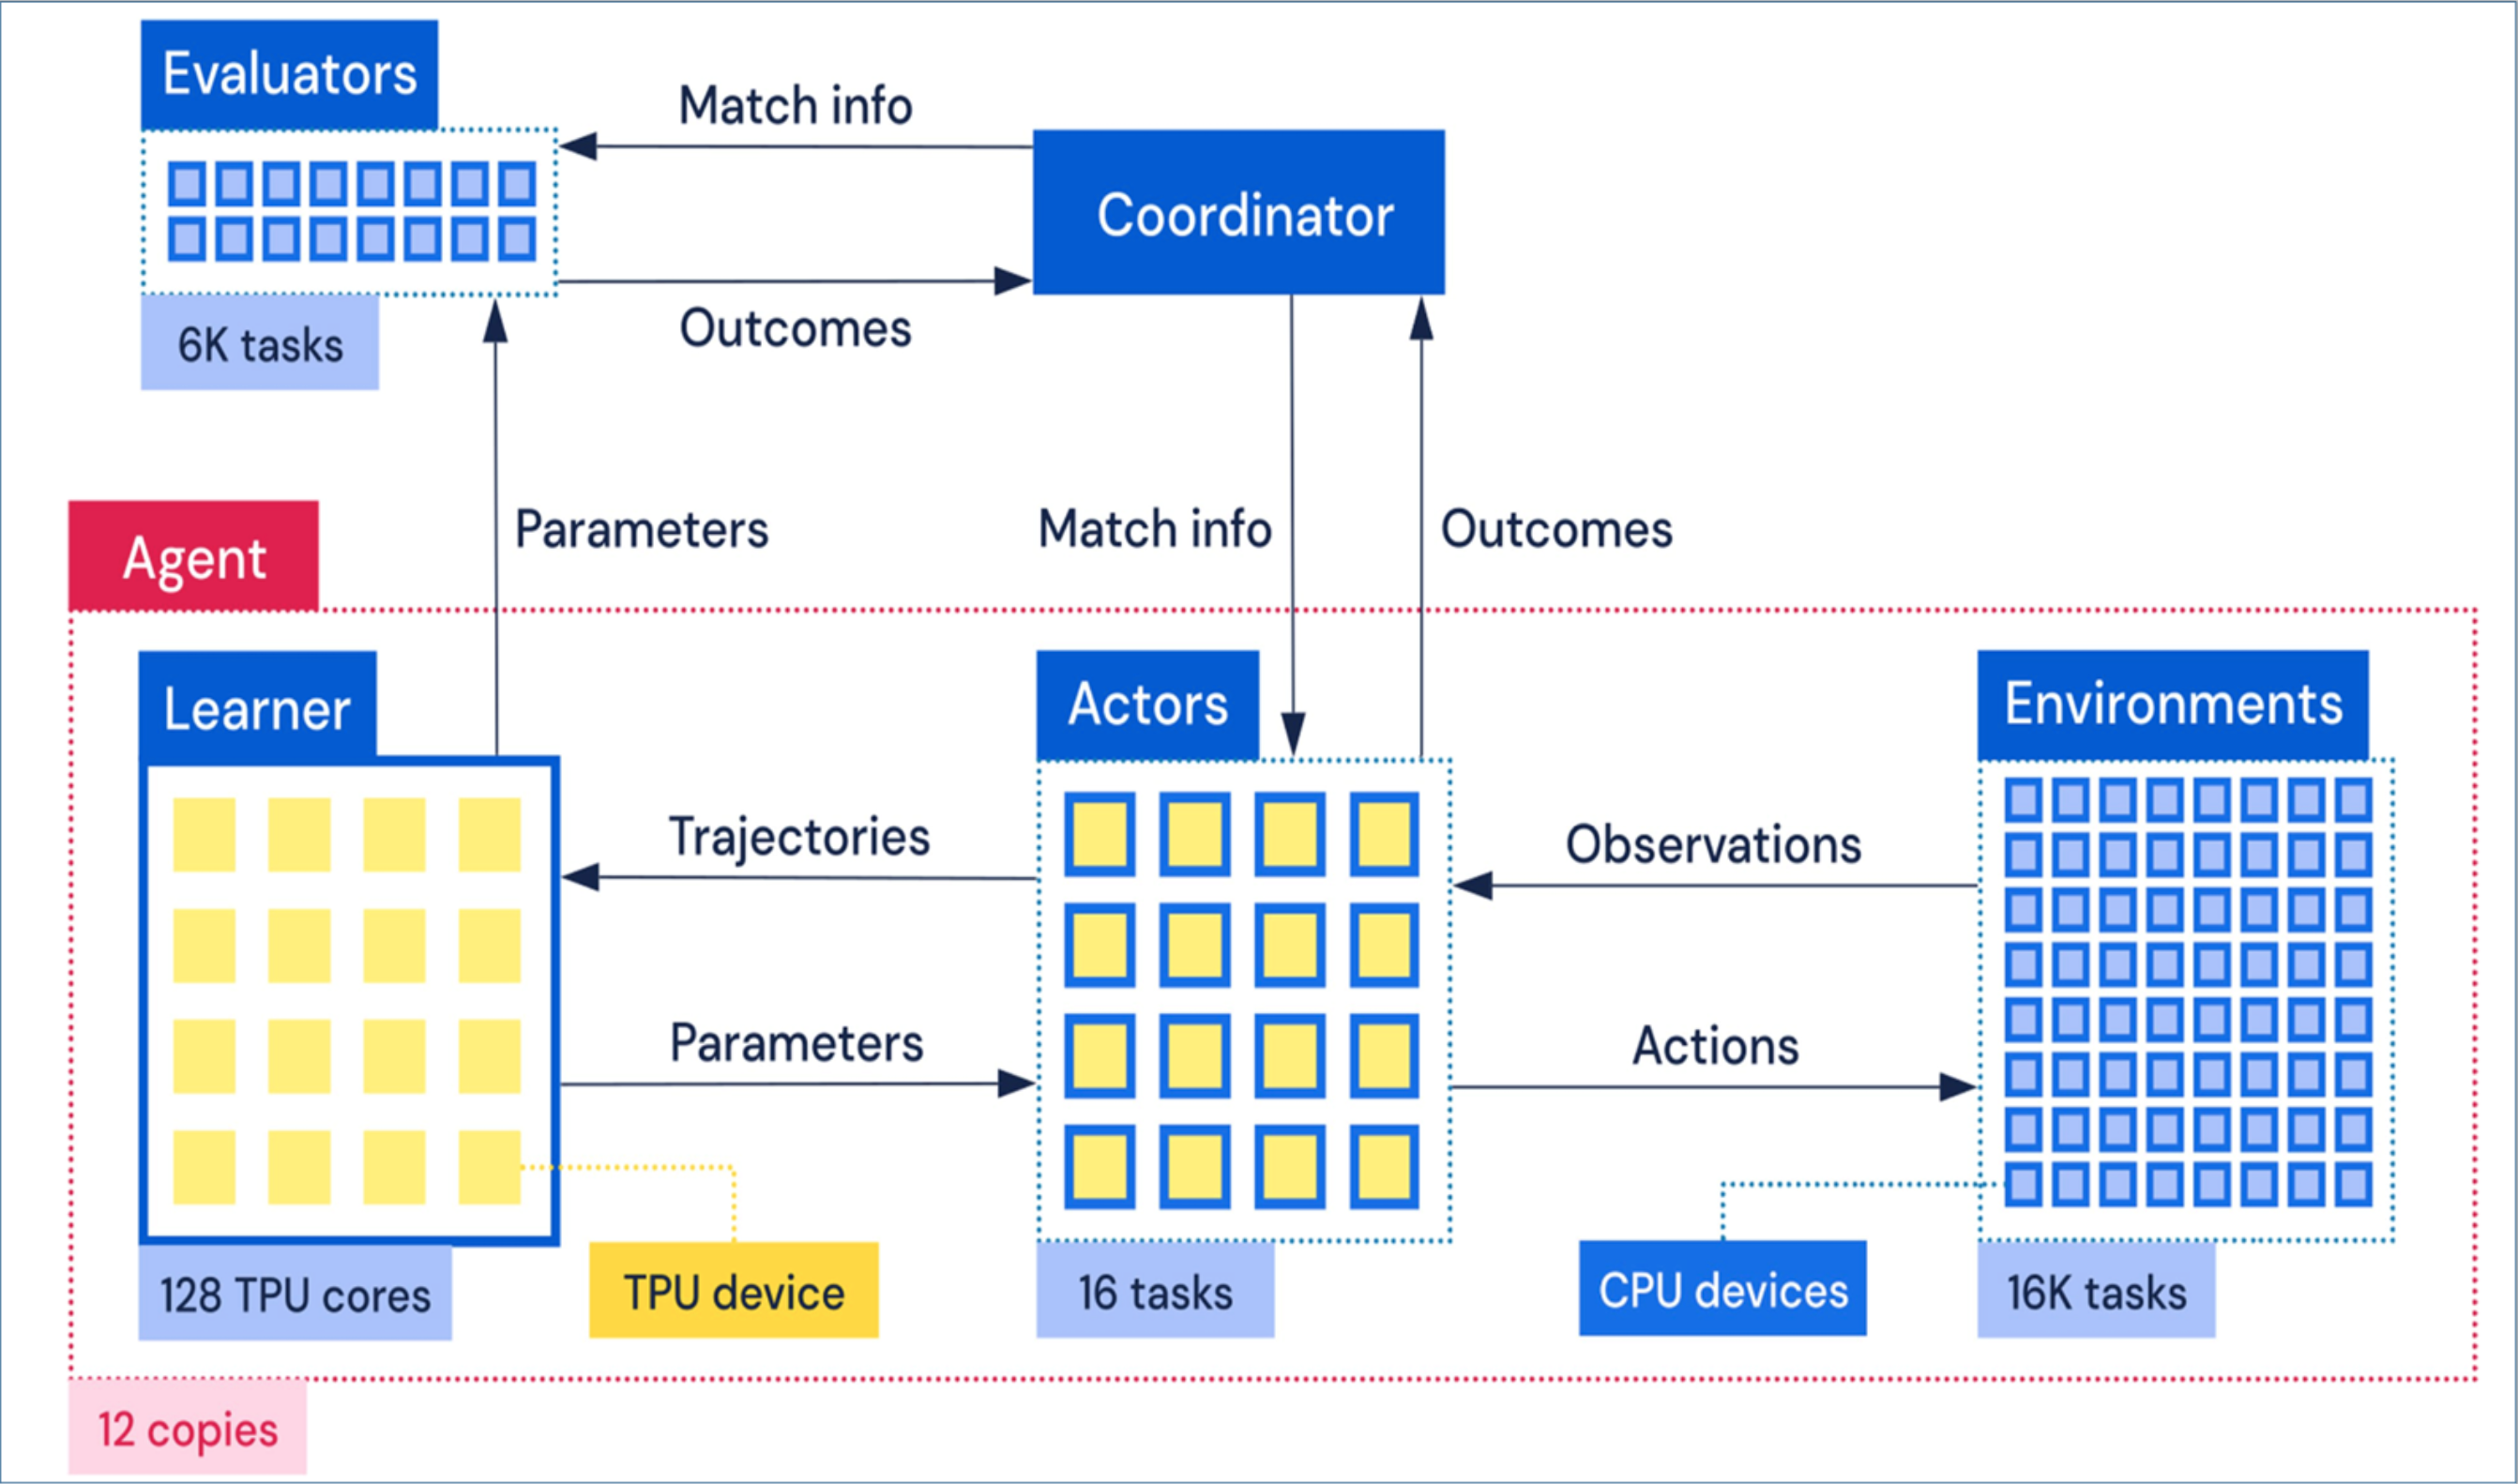 Evaluators
Match info
Coordinator
6K tasks
Outcomes
Agent
Parameters
Match info
Outcomes
Learner
Actors
Environments
Trajectories
Observations
Parameters
Actions
128 TPU cores
TPU device
16 tasks
CPU devices
16K tasks
12 copies